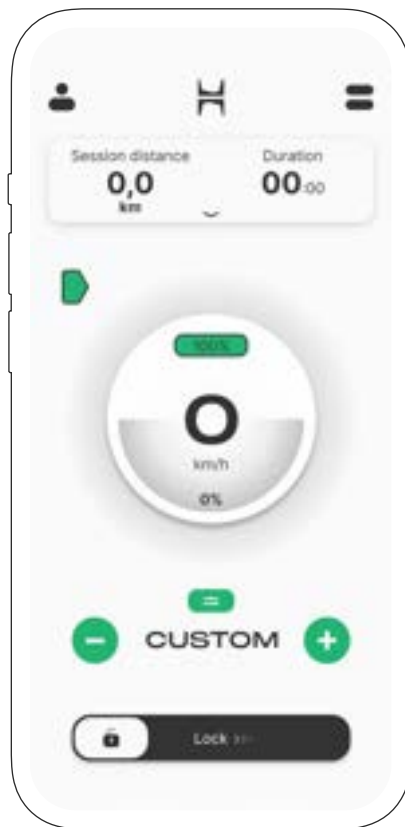 Session distance
Duration
0,0
00:00
km
100%
0
km/h
0%
CUSTOM
Lock